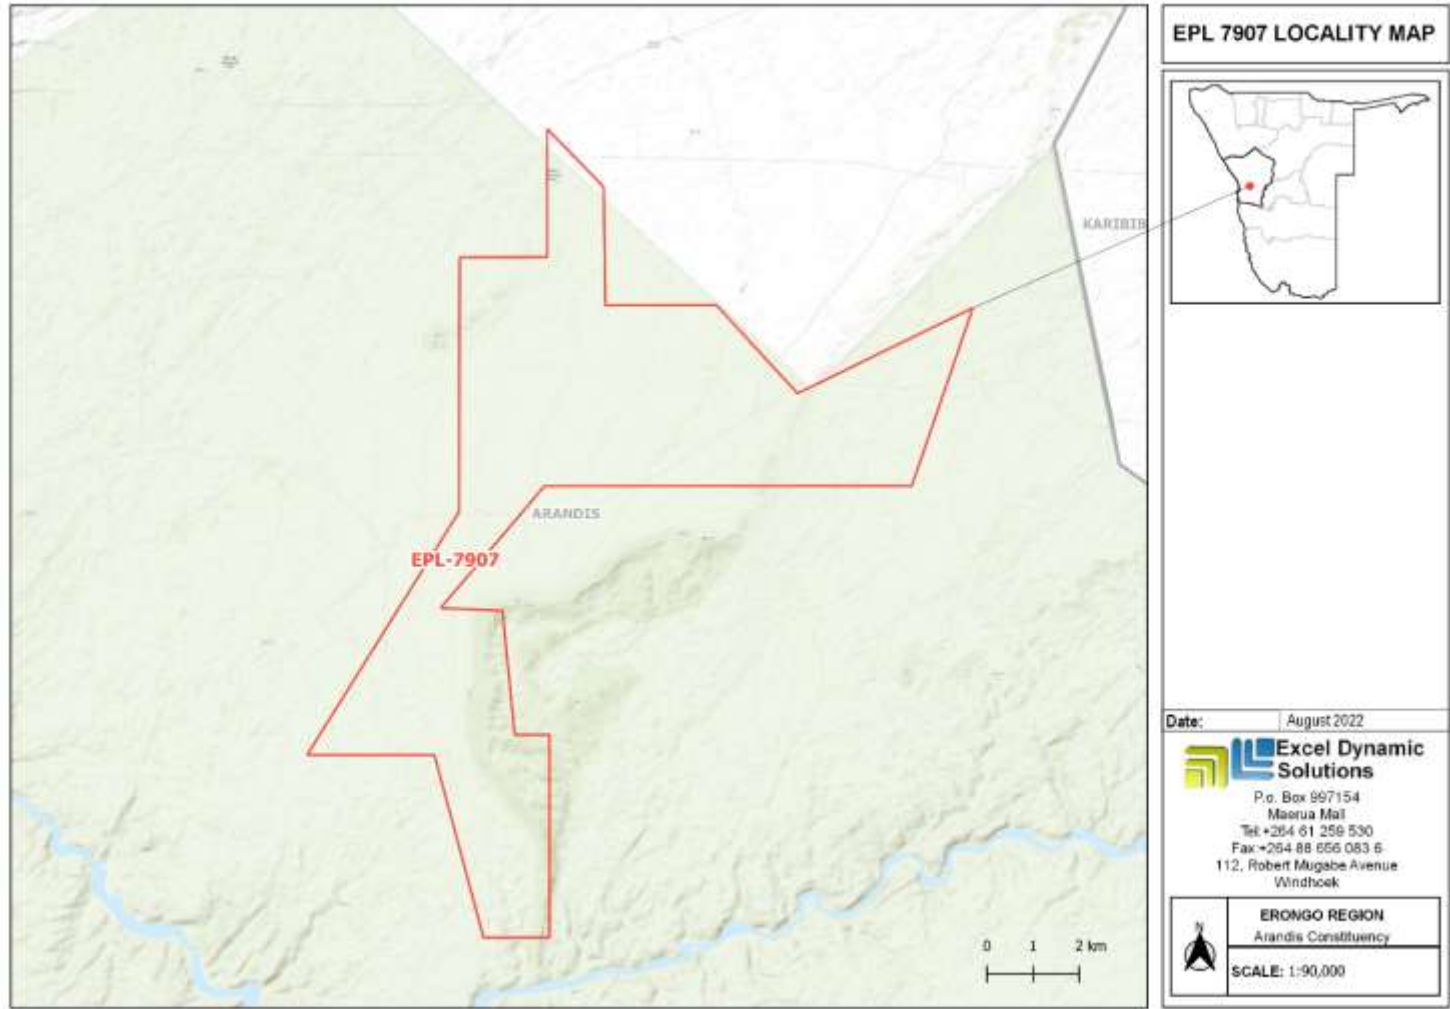 EPL 7907 LOCALITY MAP
KARIBIB
ARANDIS
EPL-7907
0 1 2 km
Date: August 2022
Excel Dynamic
Solutions
P.o. Box 997154
Maerua Mall
Tel:+264 61 259 530
Fax:+264 88 656 083 6
112, Robert Mugabe Avenue
Windhoek
N
ERONGO REGION
Arandis Constituency
SCALE: 1:90,000